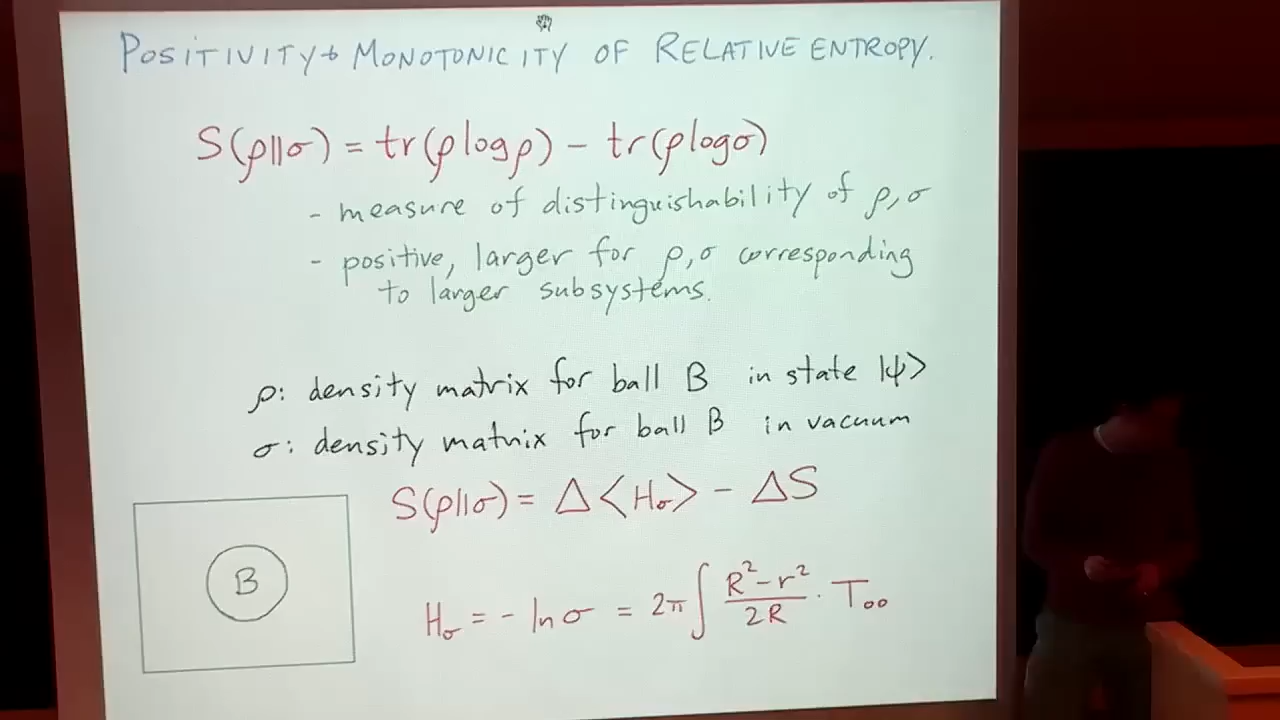 POSITIVITY + MONOTONICITY OF RELATIVE ENTROPY.
S(ρ||σ) = tr(ρ log ρ) − tr(ρ log σ)
- measure of distinguishability of ρ, σ
- positive, larger for ρ, σ corresponding
to larger subsystems.
ρ: density matrix for ball B in state |ψ>
σ: density matrix for ball B in vacuum
S(ρ||σ) = Δ<H_σ> − ΔS
B
H_σ = − ln σ = 2π ∫ (R² − r²)/(2R) · T₀₀